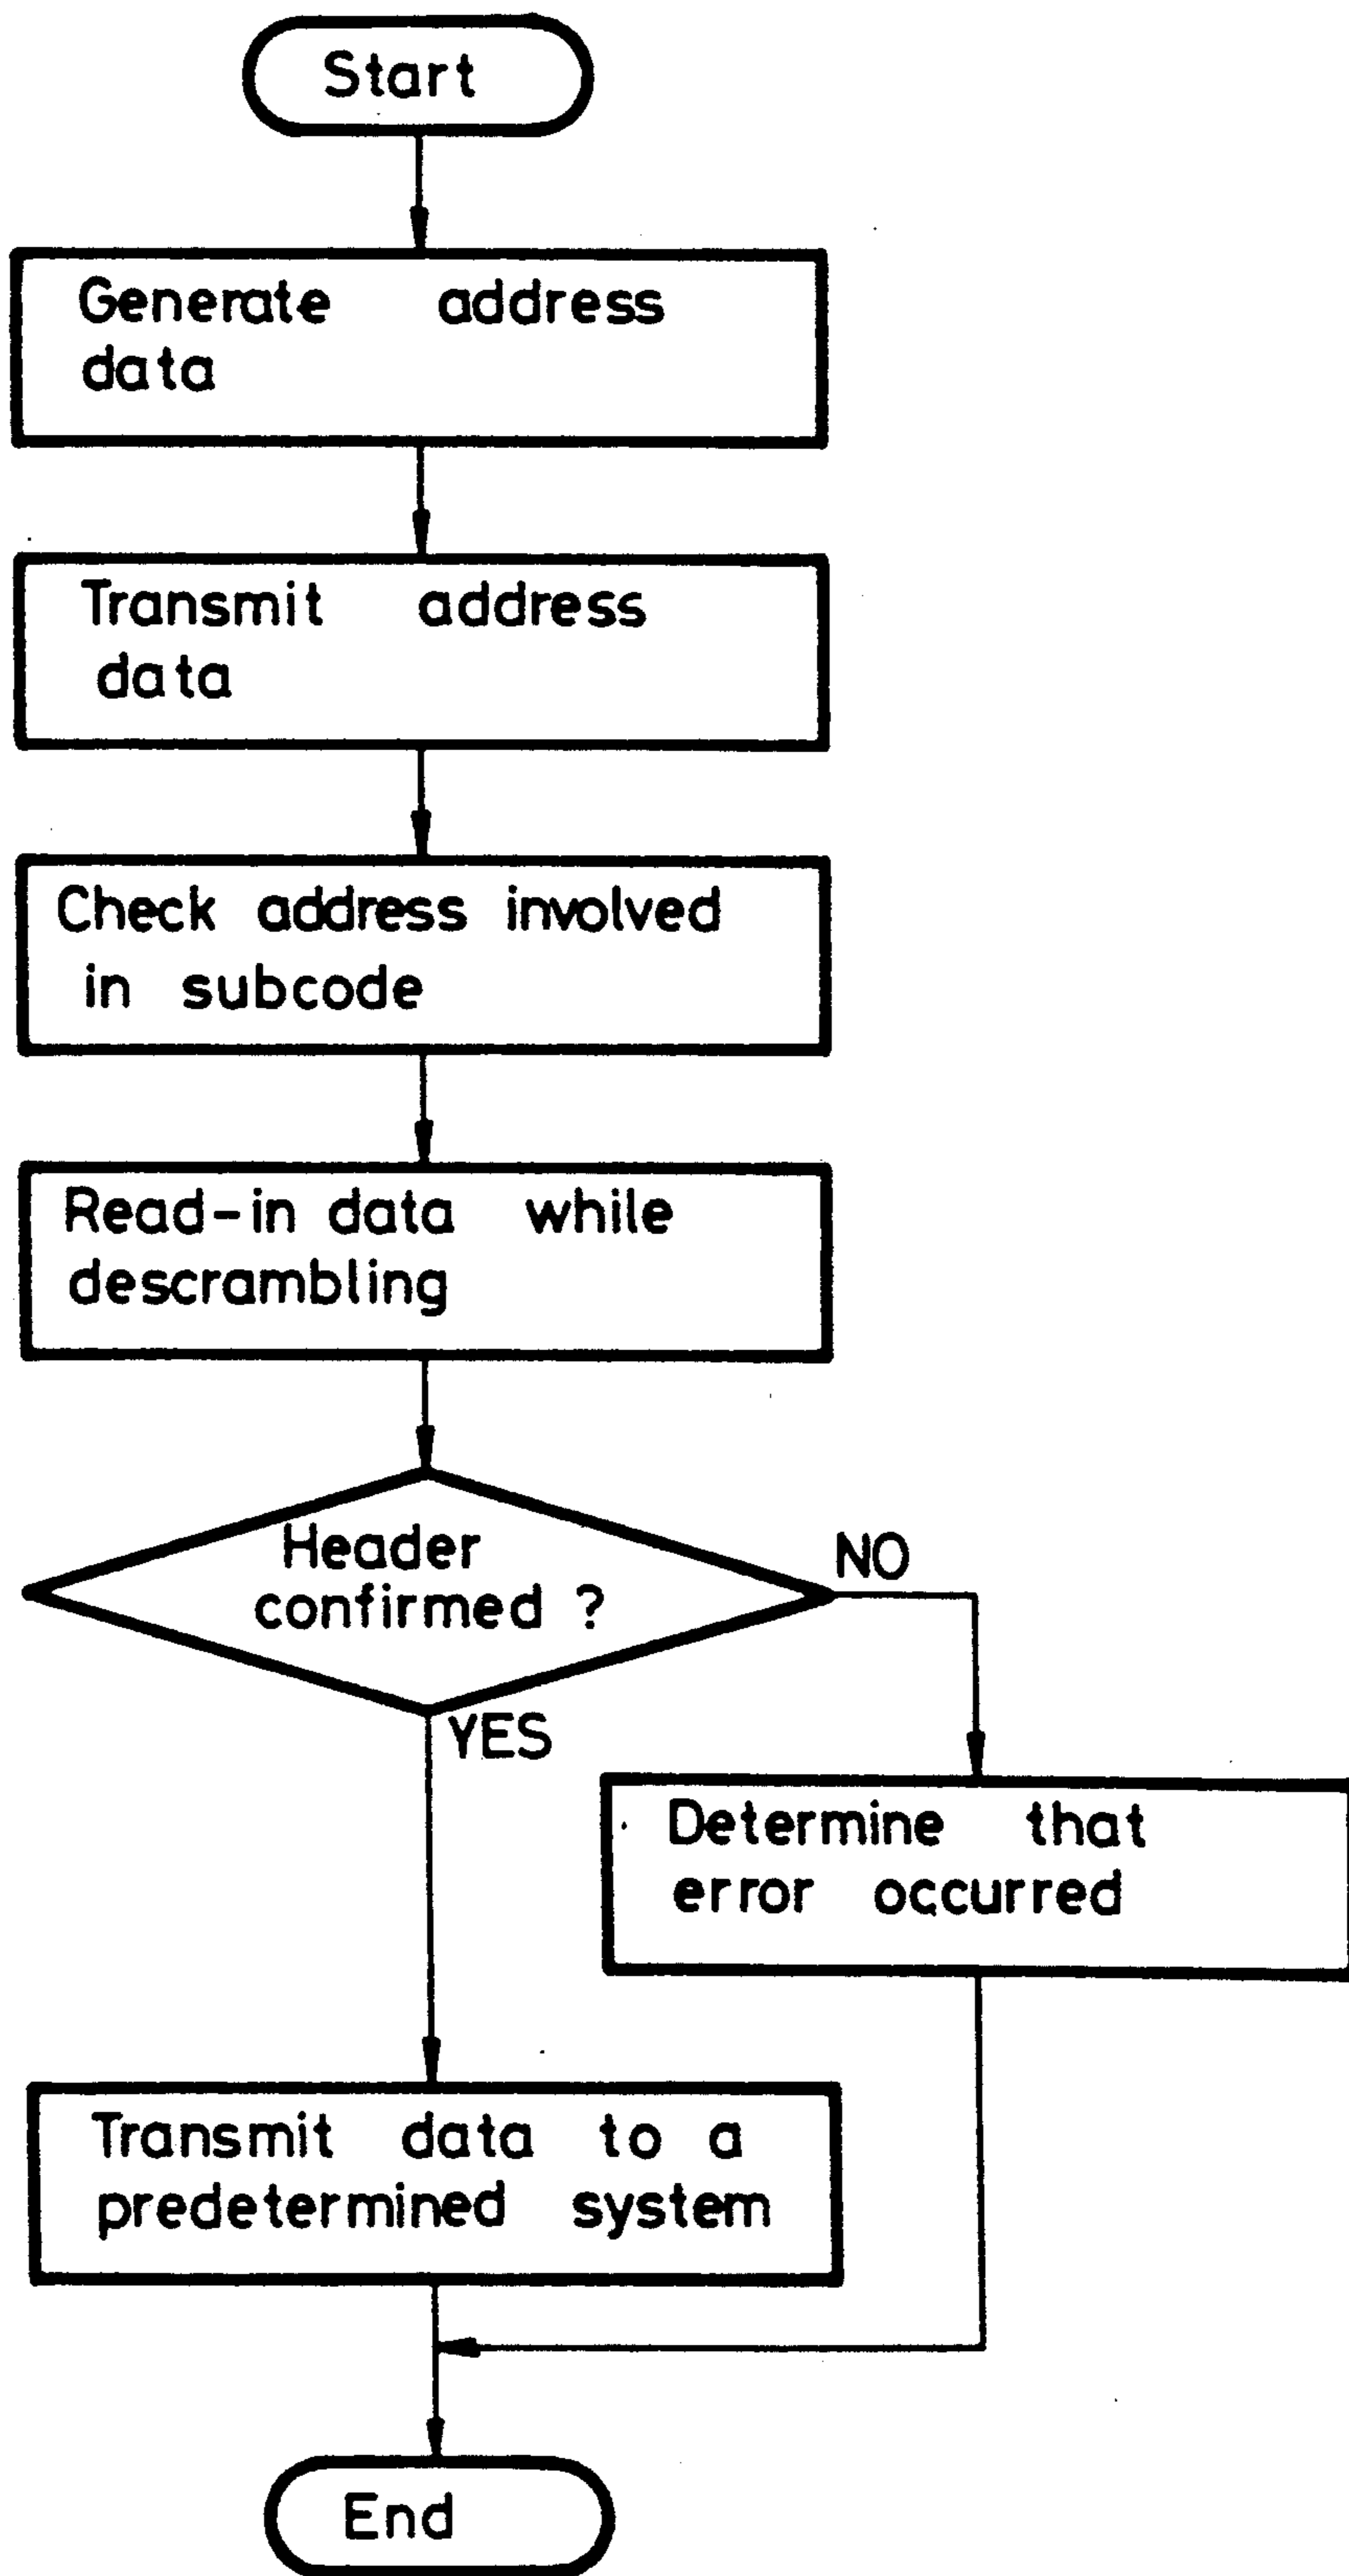 Start
Generate address
data
Transmit address
data
Check address involved
in subcode
Read-in data while
descrambling
Header
confirmed ?
NO
YES
Determine that
error occurred
Transmit data to a
predetermined system
End